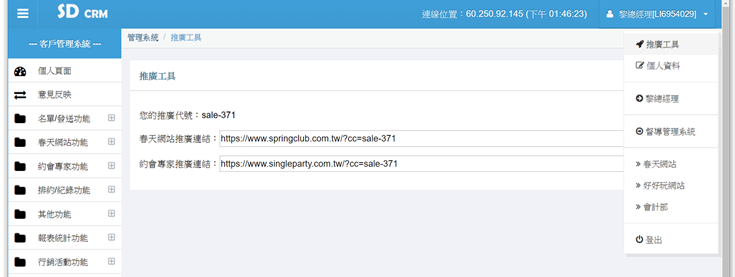 SD CRM
連線位置：60.250.92.145 (下午 01:46:23)
黎總經理[LI6954029]
--- 客戶管理系統 ---
個人頁面
意見反映
名單/發送功能
春天網站功能
約會專家功能
排約/紀錄功能
其他功能
報表統計功能
行銷活動功能
管理系統 / 推廣工具
推廣工具
您的推廣代號：sale-371
春天網站推廣連結：https://www.springclub.com.tw/?cc=sale-371
約會專家推廣連結：https://www.singleparty.com.tw/?cc=sale-371
推廣工具
個人資料
黎總經理
督導管理系統
» 春天網站
» 好好玩網站
» 會計部
登出